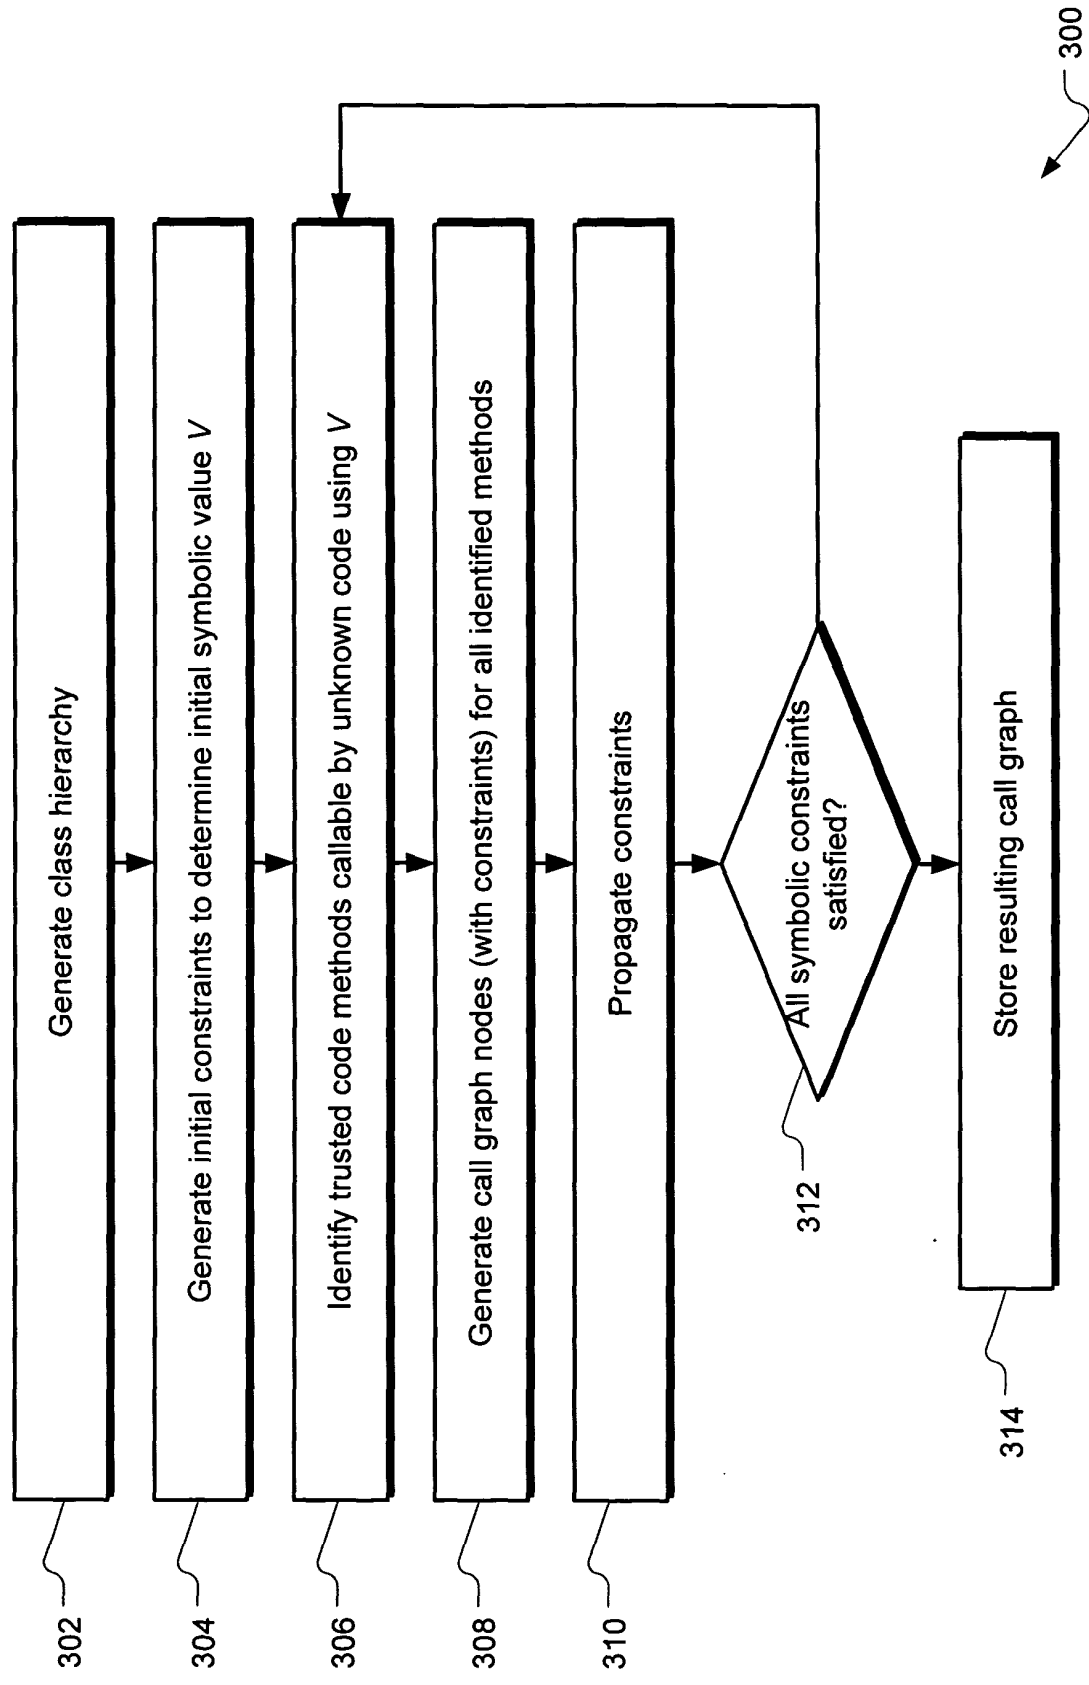 302
Generate class hierarchy
304
Generate initial constraints to determine initial symbolic value V
306
Identify trusted code methods callable by unknown code using V
308
Generate call graph nodes (with constraints) for all identified methods
310
Propagate constraints
312
All symbolic constraints
satisfied?
314
Store resulting call graph
300